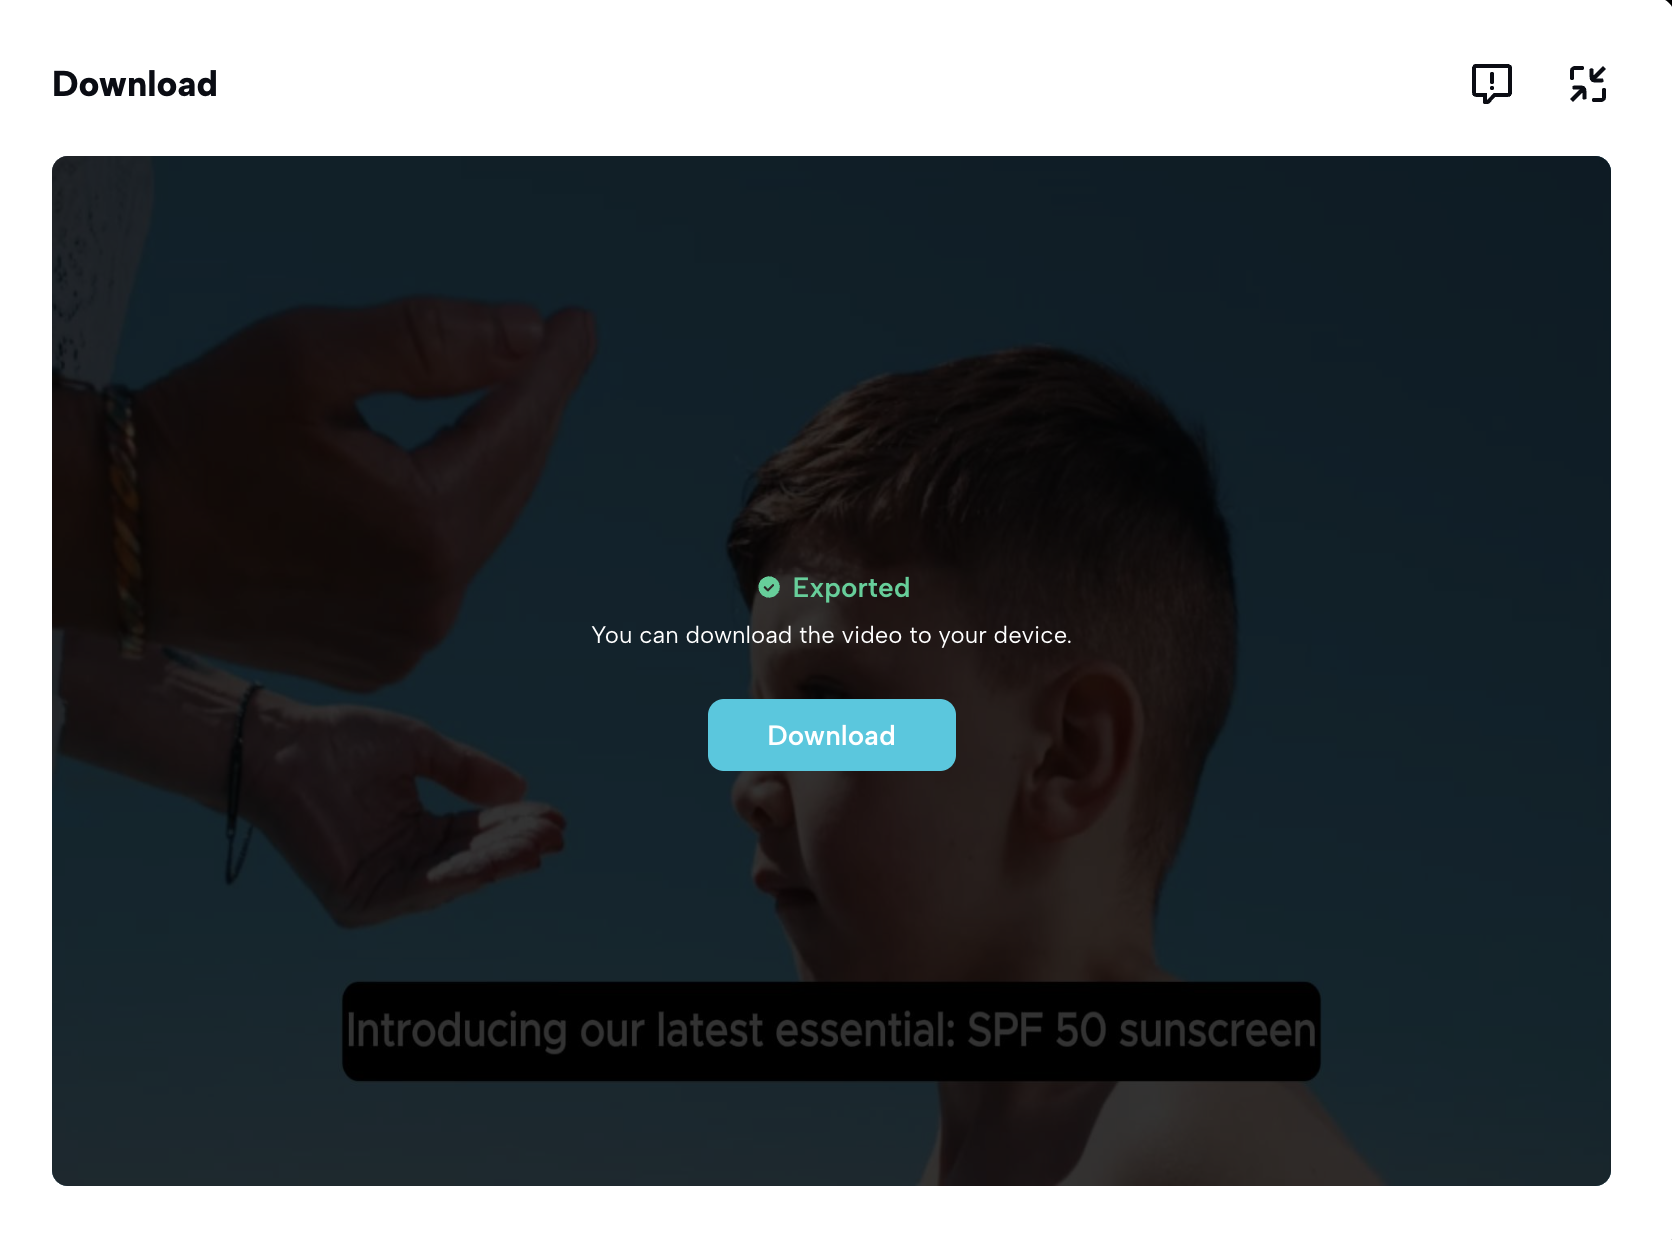 Download
Exported
You can download the video to your device.
Download
Introducing our latest essential: SPF 50 sunscreen